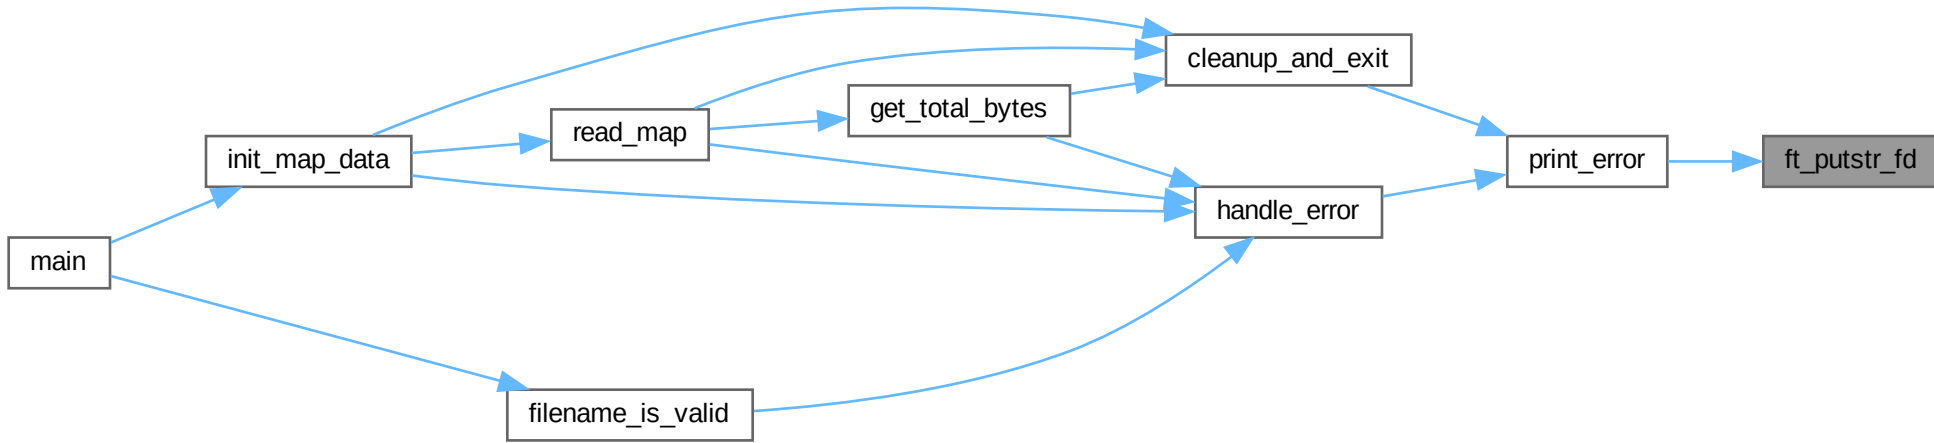 cleanup_and_exit
get_total_bytes
read_map
init_map_data
print_error
ft_putstr_fd
handle_error
main
filename_is_valid